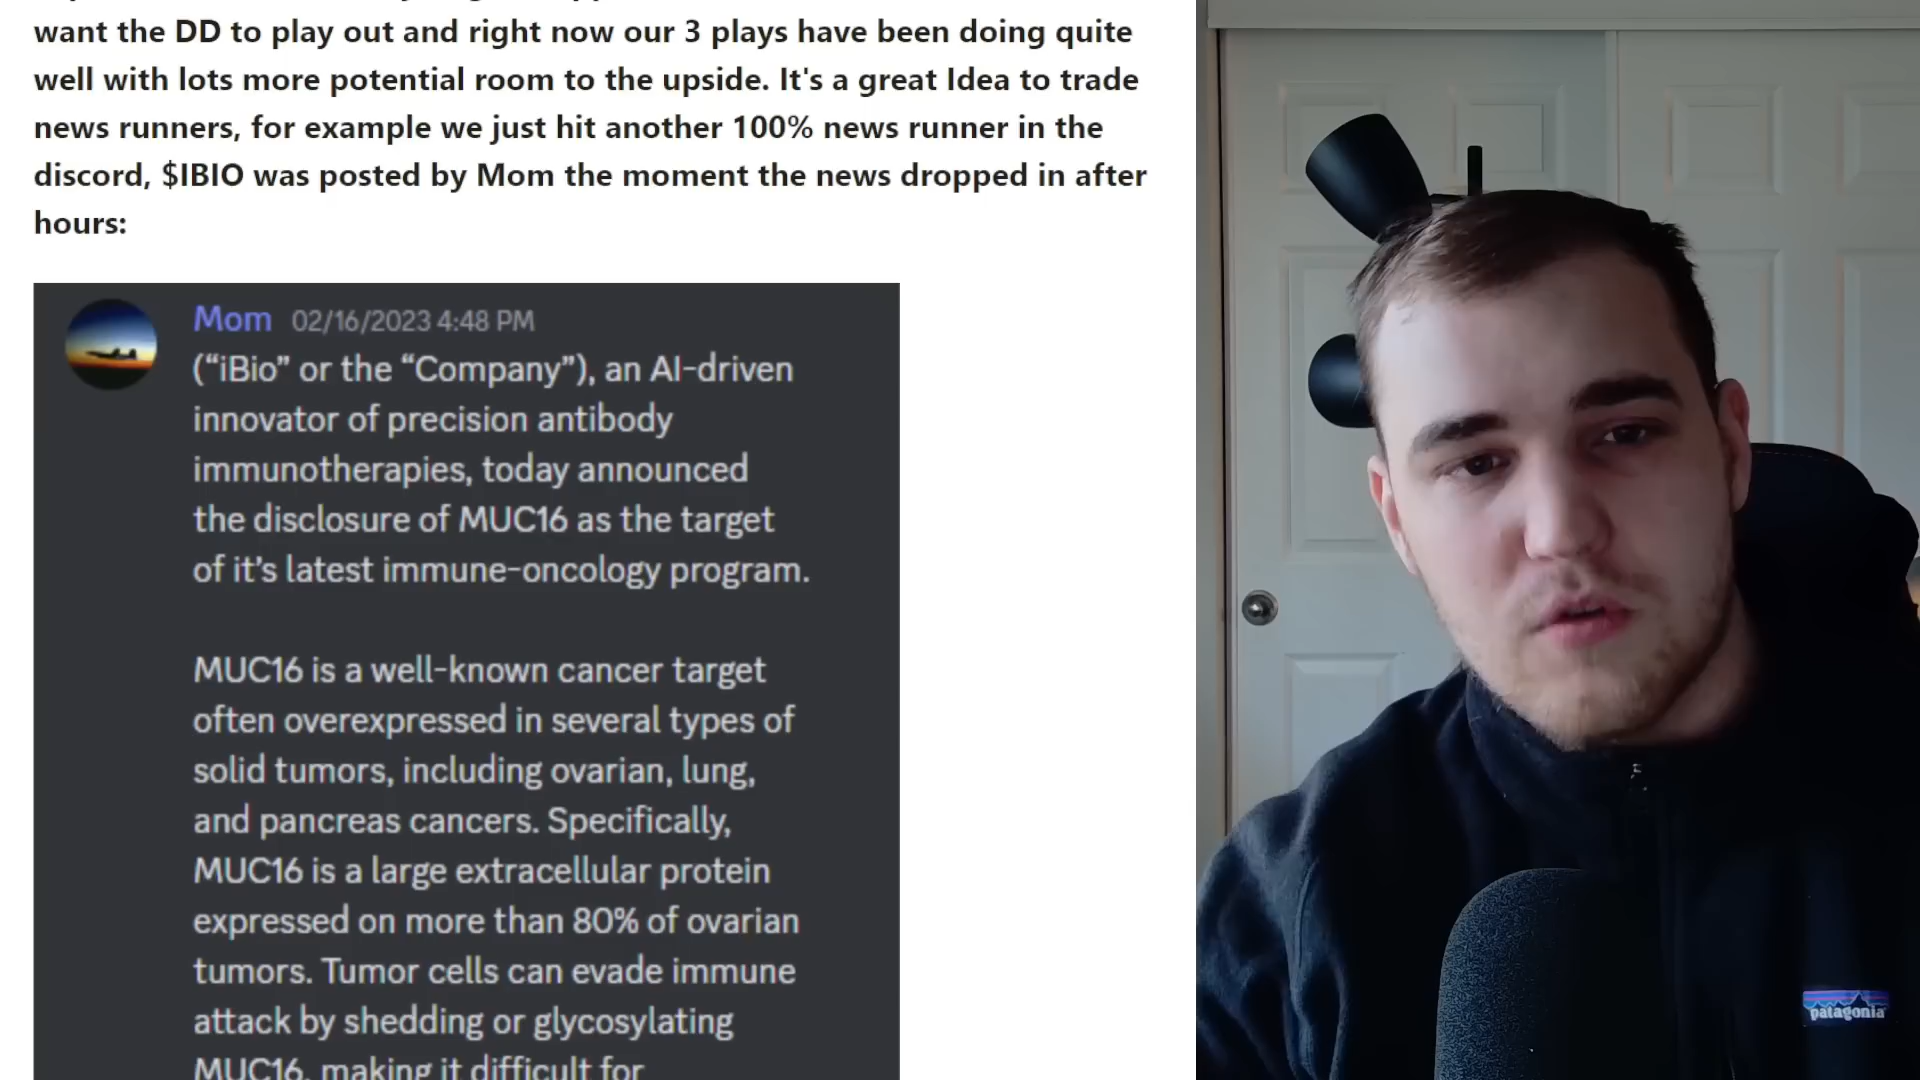 want the DD to play out and right now our 3 plays have been doing quite
well with lots more potential room to the upside. It's a great Idea to trade
news runners, for example we just hit another 100% news runner in the
discord, $IBIO was posted by Mom the moment the news dropped in after
hours:
Mom 02/16/2023 4:48 PM
(“iBio” or the “Company”), an AI-driven
innovator of precision antibody
immunotherapies, today announced
the disclosure of MUC16 as the target
of it’s latest immune-oncology program.
MUC16 is a well-known cancer target
often overexpressed in several types of
solid tumors, including ovarian, lung,
and pancreas cancers. Specifically,
MUC16 is a large extracellular protein
expressed on more than 80% of ovarian
tumors. Tumor cells can evade immune
attack by shedding or glycosylating
MUC16, making it difficult for
patagonia